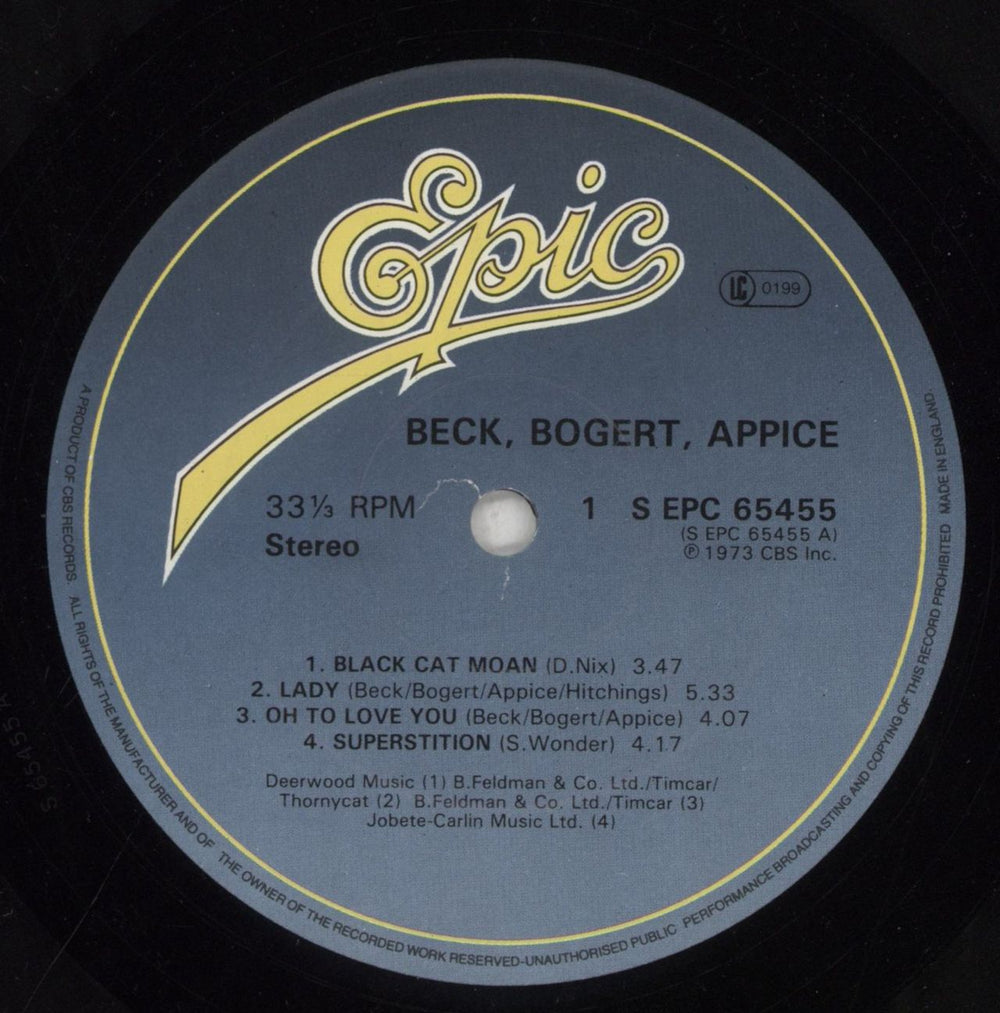 Epic
LC 0199
BECK, BOGERT, APPICE
33⅓ RPM 1 S EPC 65455
Stereo (S EPC 65455 A)
℗ 1973 CBS Inc.
1. BLACK CAT MOAN (D.Nix) 3.47
2. LADY (Beck/Bogert/Appice/Hitchings) 5.33
3. OH TO LOVE YOU (Beck/Bogert/Appice) 4.07
4. SUPERSTITION (S.Wonder) 4.17
Deerwood Music (1) B.Feldman & Co. Ltd./Timcar/
Thornycat (2) B.Feldman & Co. Ltd./Timcar (3)
Jobete-Carlin Music Ltd. (4)
A PRODUCT OF CBS RECORDS. ALL RIGHTS OF THE MANUFACTURER AND OF THE OWNER OF THE RECORDED WORK RESERVED-UNAUTHORISED PUBLIC PERFORMANCE BROADCASTING AND COPYING OF THIS RECORD PROHIBITED MADE IN ENGLAND.